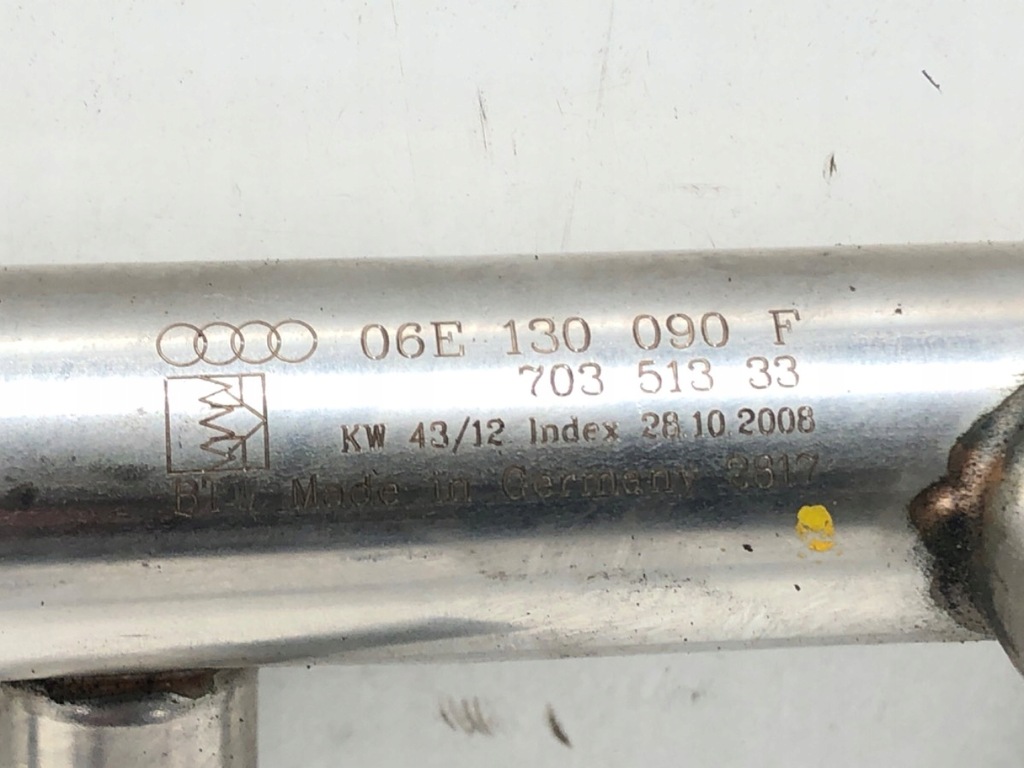 06E 130 090 F
703 513 33
KW 43/12 Index 28.10.2008
Made in Germany